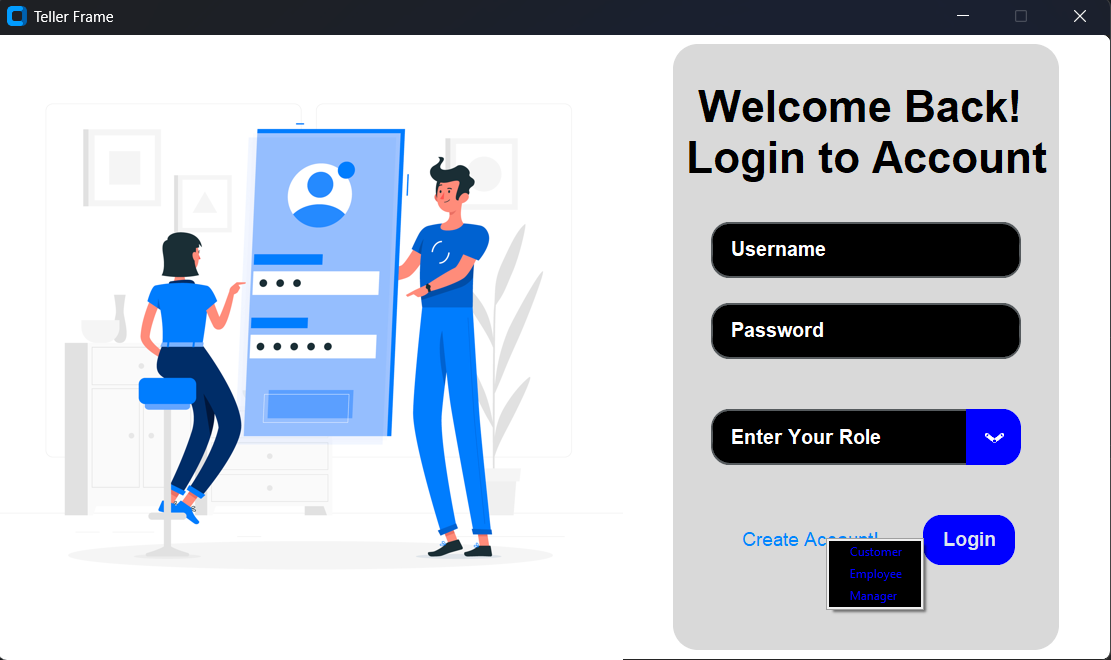 Teller Frame
Welcome Back!
Login to Account
Username
Password
Enter Your Role
Create Account!
Login
Customer
Employee
Manager